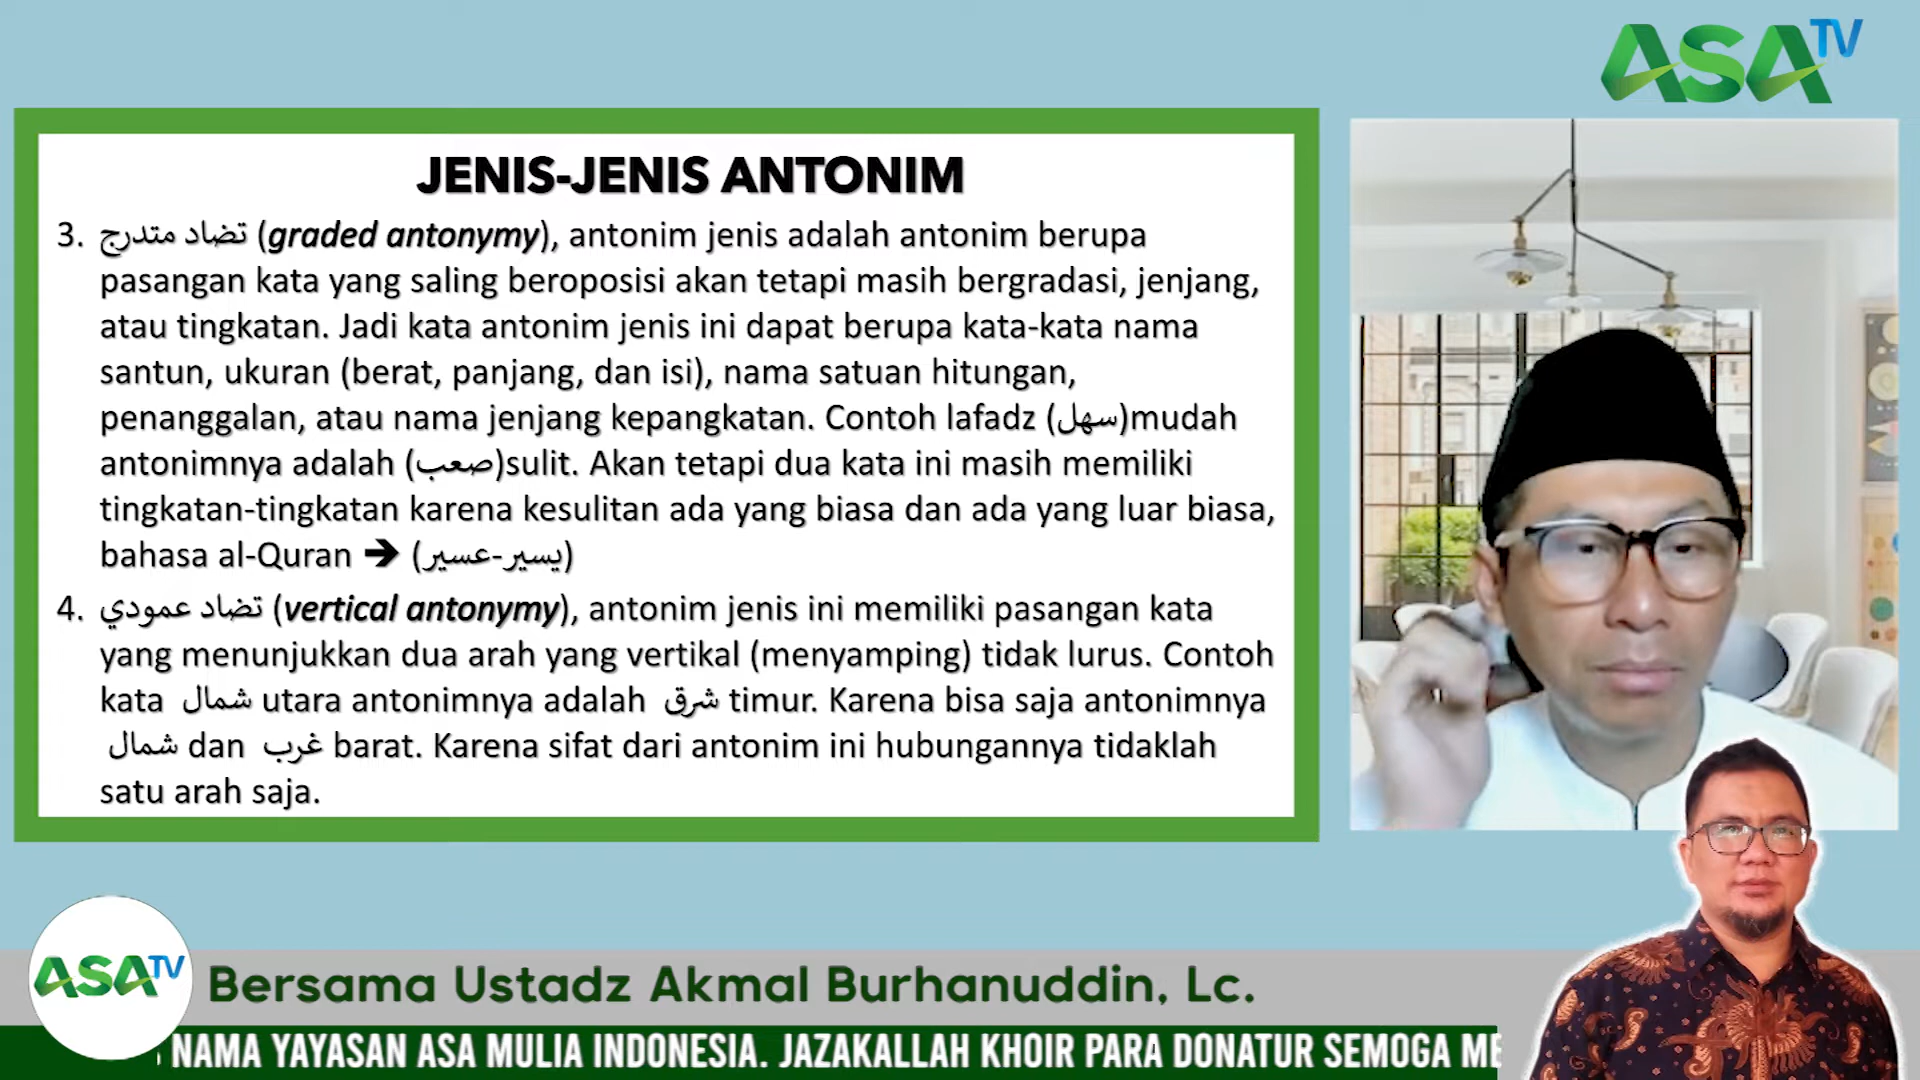 ASA TV
JENIS-JENIS ANTONIM
3. تضاد متدرج (graded antonymy), antonim jenis adalah antonim berupa
pasangan kata yang saling beroposisi akan tetapi masih bergradasi, jenjang,
atau tingkatan. Jadi kata antonim jenis ini dapat berupa kata-kata nama
santun, ukuran (berat, panjang, dan isi), nama satuan hitungan,
penanggalan, atau nama jenjang kepangkatan. Contoh lafadz (سهل)mudah
antonimnya adalah (صعب)sulit. Akan tetapi dua kata ini masih memiliki
tingkatan-tingkatan karena kesulitan ada yang biasa dan ada yang luar biasa,
bahasa al-Quran ➔ (يسير-عسير)
4. تضاد عمودي (vertical antonymy), antonim jenis ini memiliki pasangan kata
yang menunjukkan dua arah yang vertikal (menyamping) tidak lurus. Contoh
kata شمال utara antonimnya adalah شرق timur. Karena bisa saja antonimnya
شمال dan غرب barat. Karena sifat dari antonim ini hubungannya tidaklah
satu arah saja.
ASA TV
Bersama Ustadz Akmal Burhanuddin, Lc.
NAMA YAYASAN ASA MULIA INDONESIA. JAZAKALLAH KHOIR PARA DONATUR SEMOGA ME